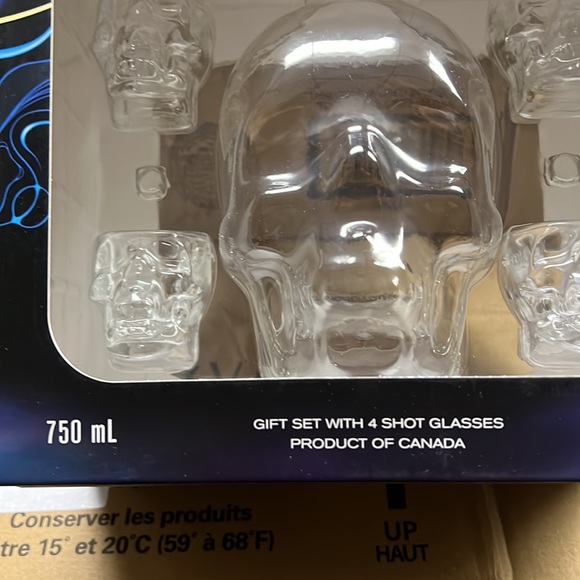 750 mL
GIFT SET WITH 4 SHOT GLASSES
PRODUCT OF CANADA
Conserver les produits
tre 15° et 20°C (59° à 68°F)
UP
HAUT